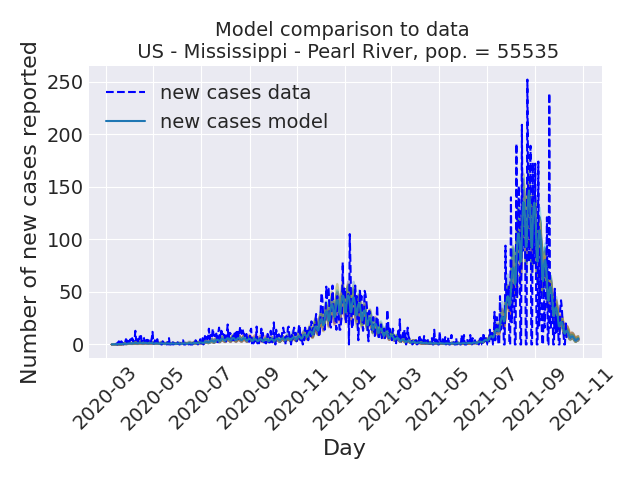 Model comparison to data
US - Mississippi - Pearl River, pop. = 55535
Number of new cases reported
250
200
150
100
50
0
new cases data
new cases model
2020-03
2020-05
2020-07
2020-09
2020-11
2021-01
2021-03
2021-05
2021-07
2021-09
2021-11
Day